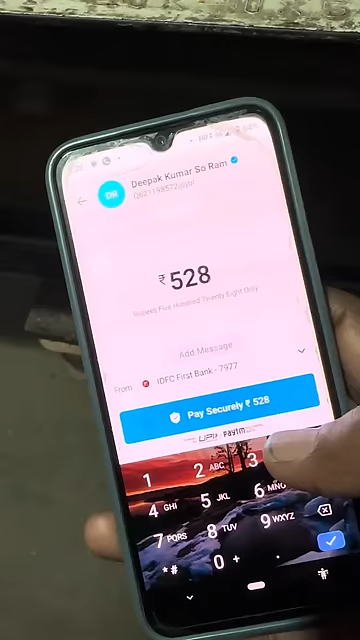 Deepak Kumar So Ram
DR
₹528
Rupees Five Hundred Twenty Eight Only
Add Message
From IDFC First Bank - 7977
Pay Securely ₹ 528
UPI paytm
1 2 ABC 3
4 GHI 5 JKL 6 MNO
7 PQRS 8 TUV 9 WXYZ
*# 0 + .